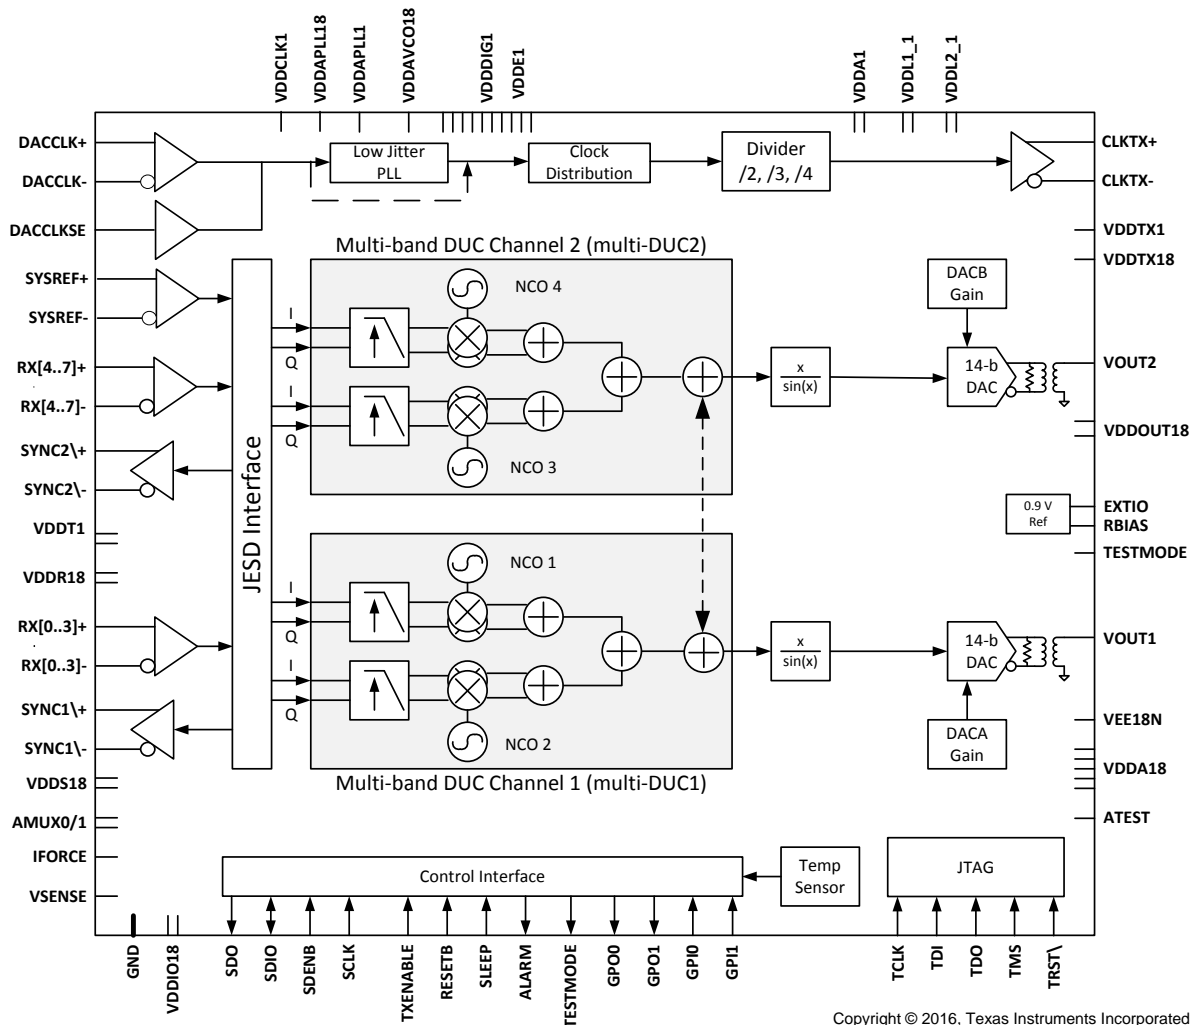 VDDCLK1
VDDAPLL18
VDDAPLL1
VDDAVCO18
VDDDIG1
VDDE1
VDDA1
VDDL1_1
VDDL2_1
DACCLK+
DACCLK-
DACCLKSE
SYSREF+
SYSREF-
RX[4..7]+
RX[4..7]-
SYNC2\+
SYNC2\-
VDDT1
VDDR18
RX[0..3]+
RX[0..3]-
SYNC1\+
SYNC1\-
VDDS18
AMUX0/1
IFORCE
VSENSE
Low Jitter
PLL
Clock
Distribution
Divider
/2, /3, /4
JESD Interface
Multi-band DUC Channel 2 (multi-DUC2)
NCO 4
I
Q
I
Q
NCO 3
NCO 1
I
Q
I
Q
NCO 2
Multi-band DUC Channel 1 (multi-DUC1)
x
sin(x)
x
sin(x)
DACB
Gain
14-b
DAC
0.9 V
Ref
14-b
DAC
DACA
Gain
CLKTX+
CLKTX-
VDDTX1
VDDTX18
VOUT2
VDDOUT18
EXTIO
RBIAS
TESTMODE
VOUT1
VEE18N
VDDA18
ATEST
Control Interface
Temp
Sensor
JTAG
GND
VDDIO18
SDO
SDIO
SDENB
SCLK
TXENABLE
RESETB
SLEEP
ALARM
TESTMODE
GPO0
GPO1
GPI0
GPI1
TCLK
TDI
TDO
TMS
TRST\
Copyright © 2016, Texas Instruments Incorporated